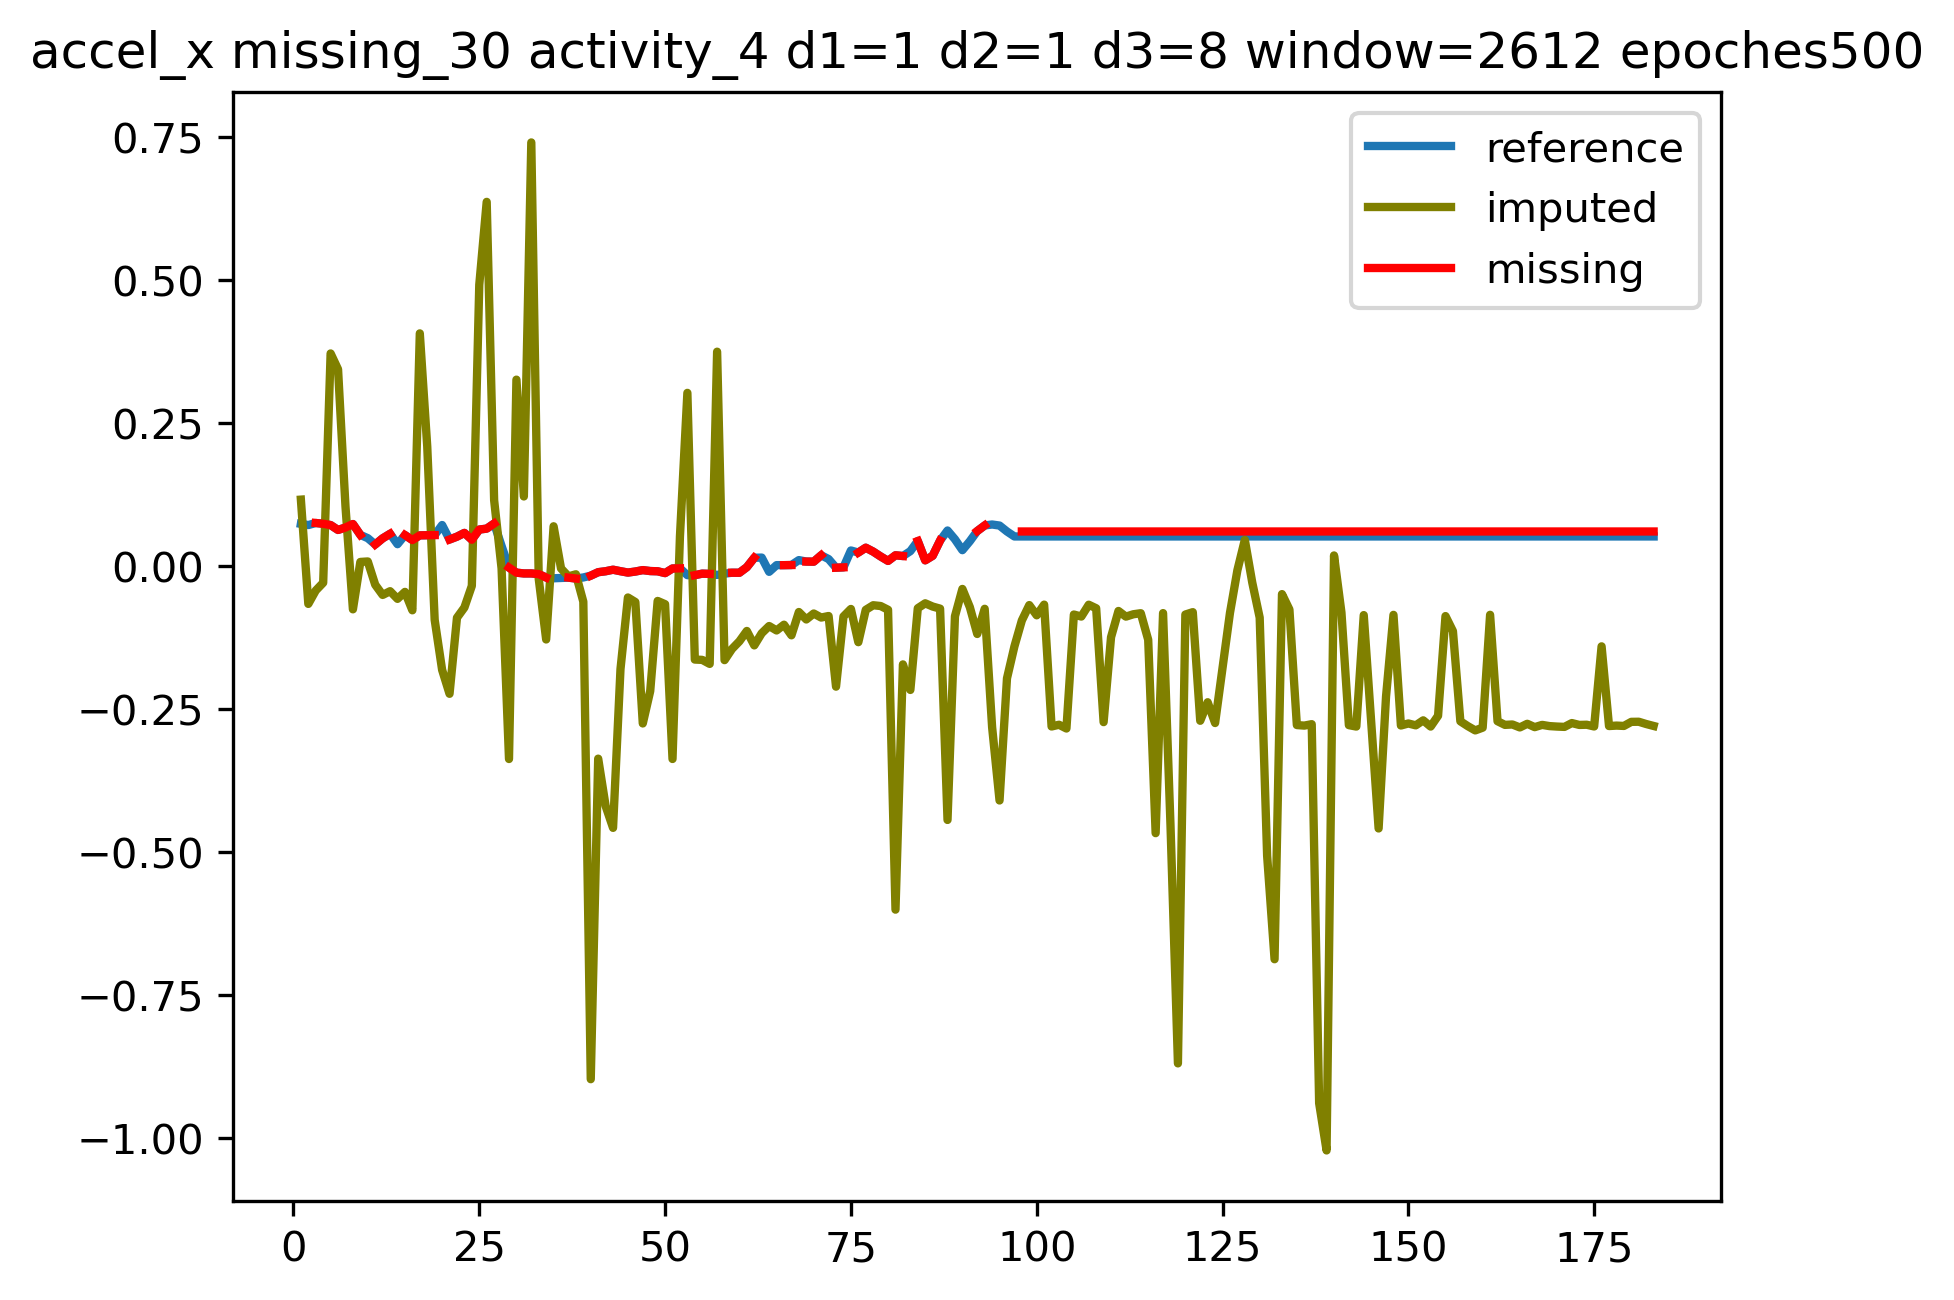 accel_x missing_30 activity_4 d1=1 d2=1 d3=8 window=2612 epoches500
reference
imputed
missing
0.75
0.50
0.25
0.00
−0.25
−0.50
−0.75
−1.00
0 25 50 75 100 125 150 175